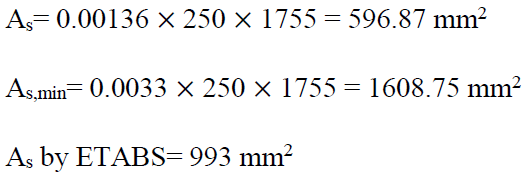 As= 0.00136 × 250 × 1755 = 596.87 mm²
As,min= 0.0033 × 250 × 1755 = 1608.75 mm²
As by ETABS= 993 mm²